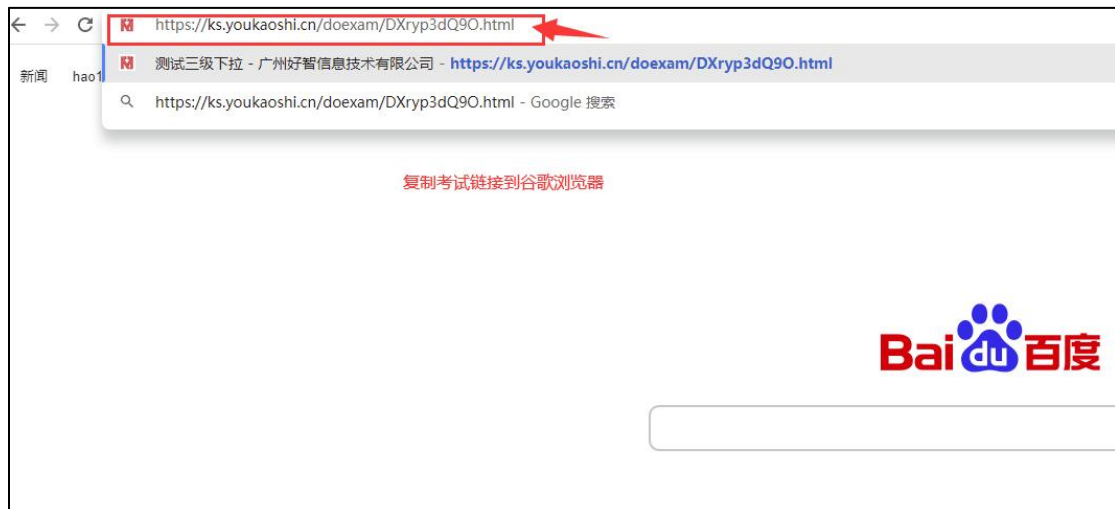 https://ks.youkaoshi.cn/doexam/DXryp3dQ9O.html
测试三级下拉 - 广州好智信息技术有限公司 - https://ks.youkaoshi.cn/doexam/DXryp3dQ9O.html
新闻 hao1
https://ks.youkaoshi.cn/doexam/DXryp3dQ9O.html - Google 搜索
复制考试链接到谷歌浏览器
Bai du 百度